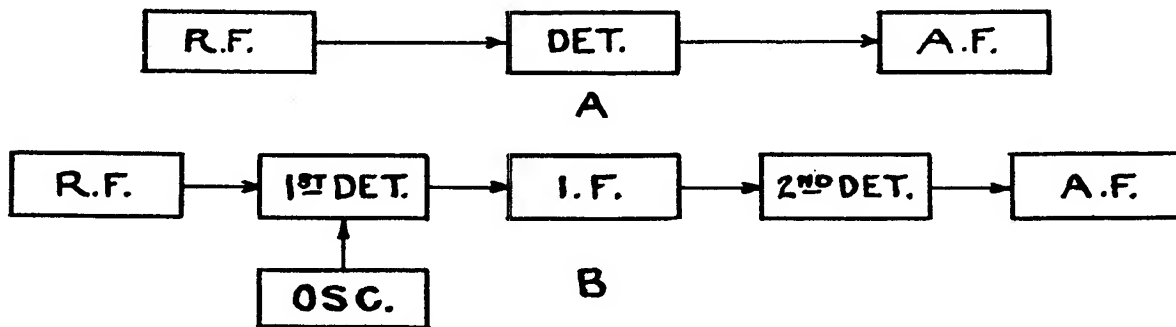 R.F. DET. A.F.
A
R.F. 1ST DET. I.F. 2ND DET. A.F.
OSC.
B